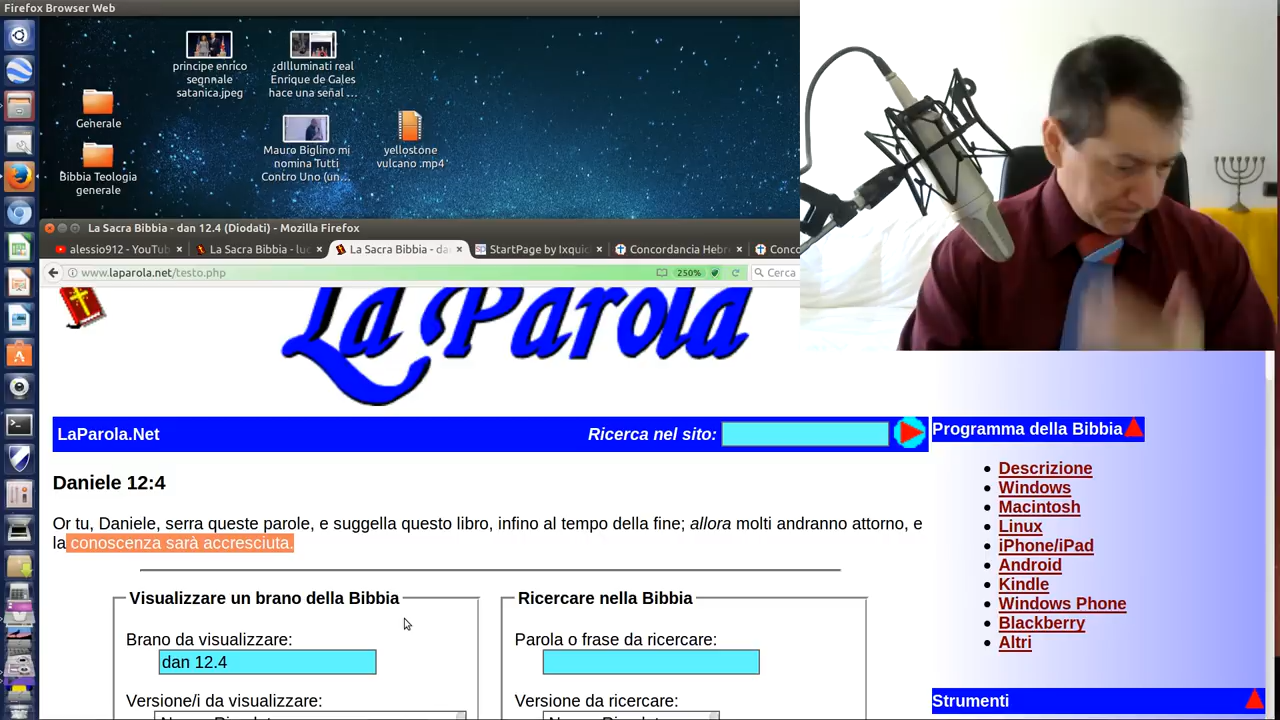 Firefox Browser Web
principe enrico
segnnale
satanica.jpeg
¿dIlluminati real
Enrique de Gales
hace una señal ...
Generale
Mauro Biglino mi
nomina Tutti
Contro Uno (un...
yellostone
vulcano .mp4
Bibbia Teologia
generale
La Sacra Bibbia - dan 12.4 (Diodati) - Mozilla Firefox
alessio912 - YouTub
La Sacra Bibbia - luc
La Sacra Bibbia - da
StartPage by Ixquic
Concordancia Hebre
Conco
www.laparola.net/testo.php
250%
Cerca
La Parola
LaParola.Net
Ricerca nel sito:
Programma della Bibbia
Descrizione
Windows
Macintosh
Linux
iPhone/iPad
Android
Kindle
Windows Phone
Blackberry
Altri
Daniele 12:4
Or tu, Daniele, serra queste parole, e suggella questo libro, infino al tempo della fine; allora molti andranno attorno, e
la conoscenza sarà accresciuta.
Visualizzare un brano della Bibbia
Brano da visualizzare:
dan 12.4
Versione/i da visualizzare:
Ricercare nella Bibbia
Parola o frase da ricercare:
Versione da ricercare:
Strumenti